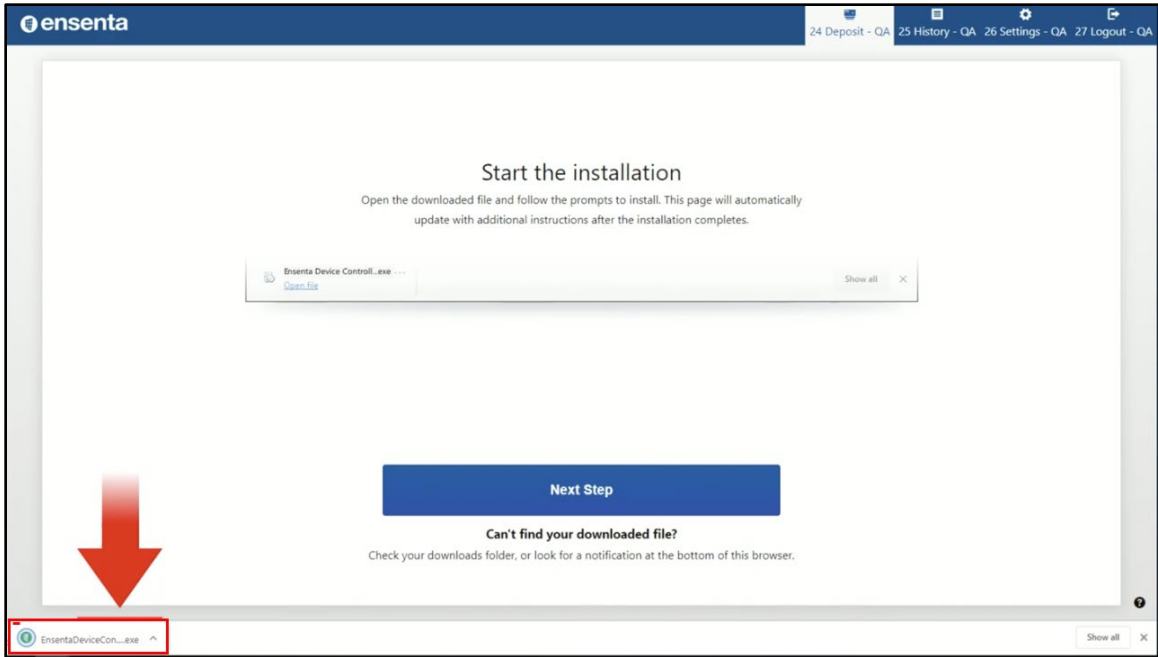 ensenta
24 Deposit - QA 25 History - QA 26 Settings - QA 27 Logout - QA
Start the installation
Open the downloaded file and follow the prompts to install. This page will automatically
update with additional instructions after the installation completes.
Ensenta Device Controll...exe ...
Open file
Show all
Next Step
Can't find your downloaded file?
Check your downloads folder, or look for a notification at the bottom of this browser.
EnsentaDeviceCon....exe
Show all